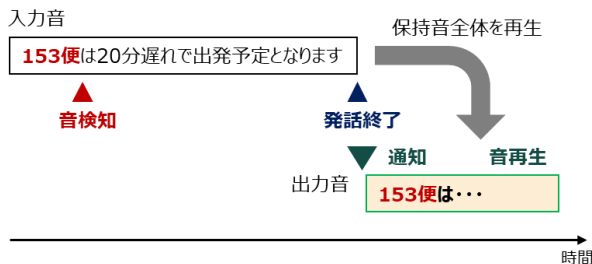 入力音
保持音全体を再生
153便は20分遅れで出発予定となります
音検知
発話終了
通知
音再生
出力音
153便は・・・
時間